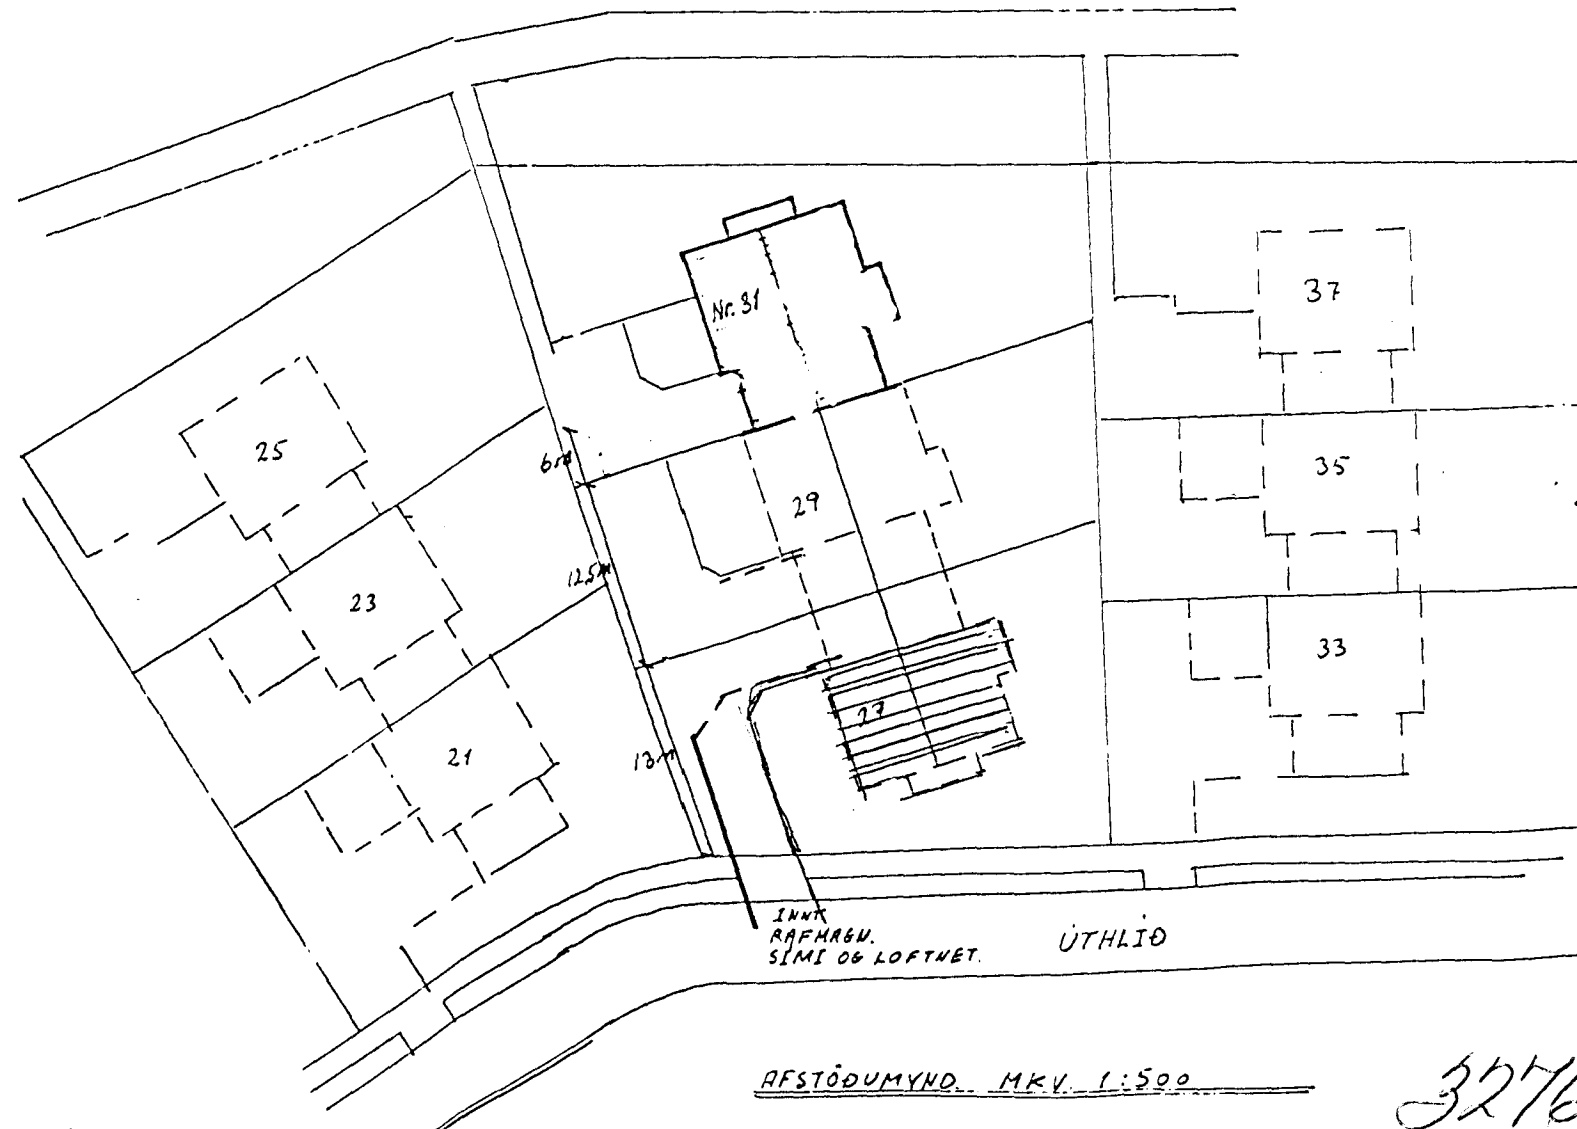 37
Nr. 31
25
6m
35
29
12,5m
23
33
27
21
13m
INNT
RAFMAGN.
SÍMI OG LOFTNET.
ÚTHLÍÐ
AFSTÖÐUMYND. MKV. 1:500
3276